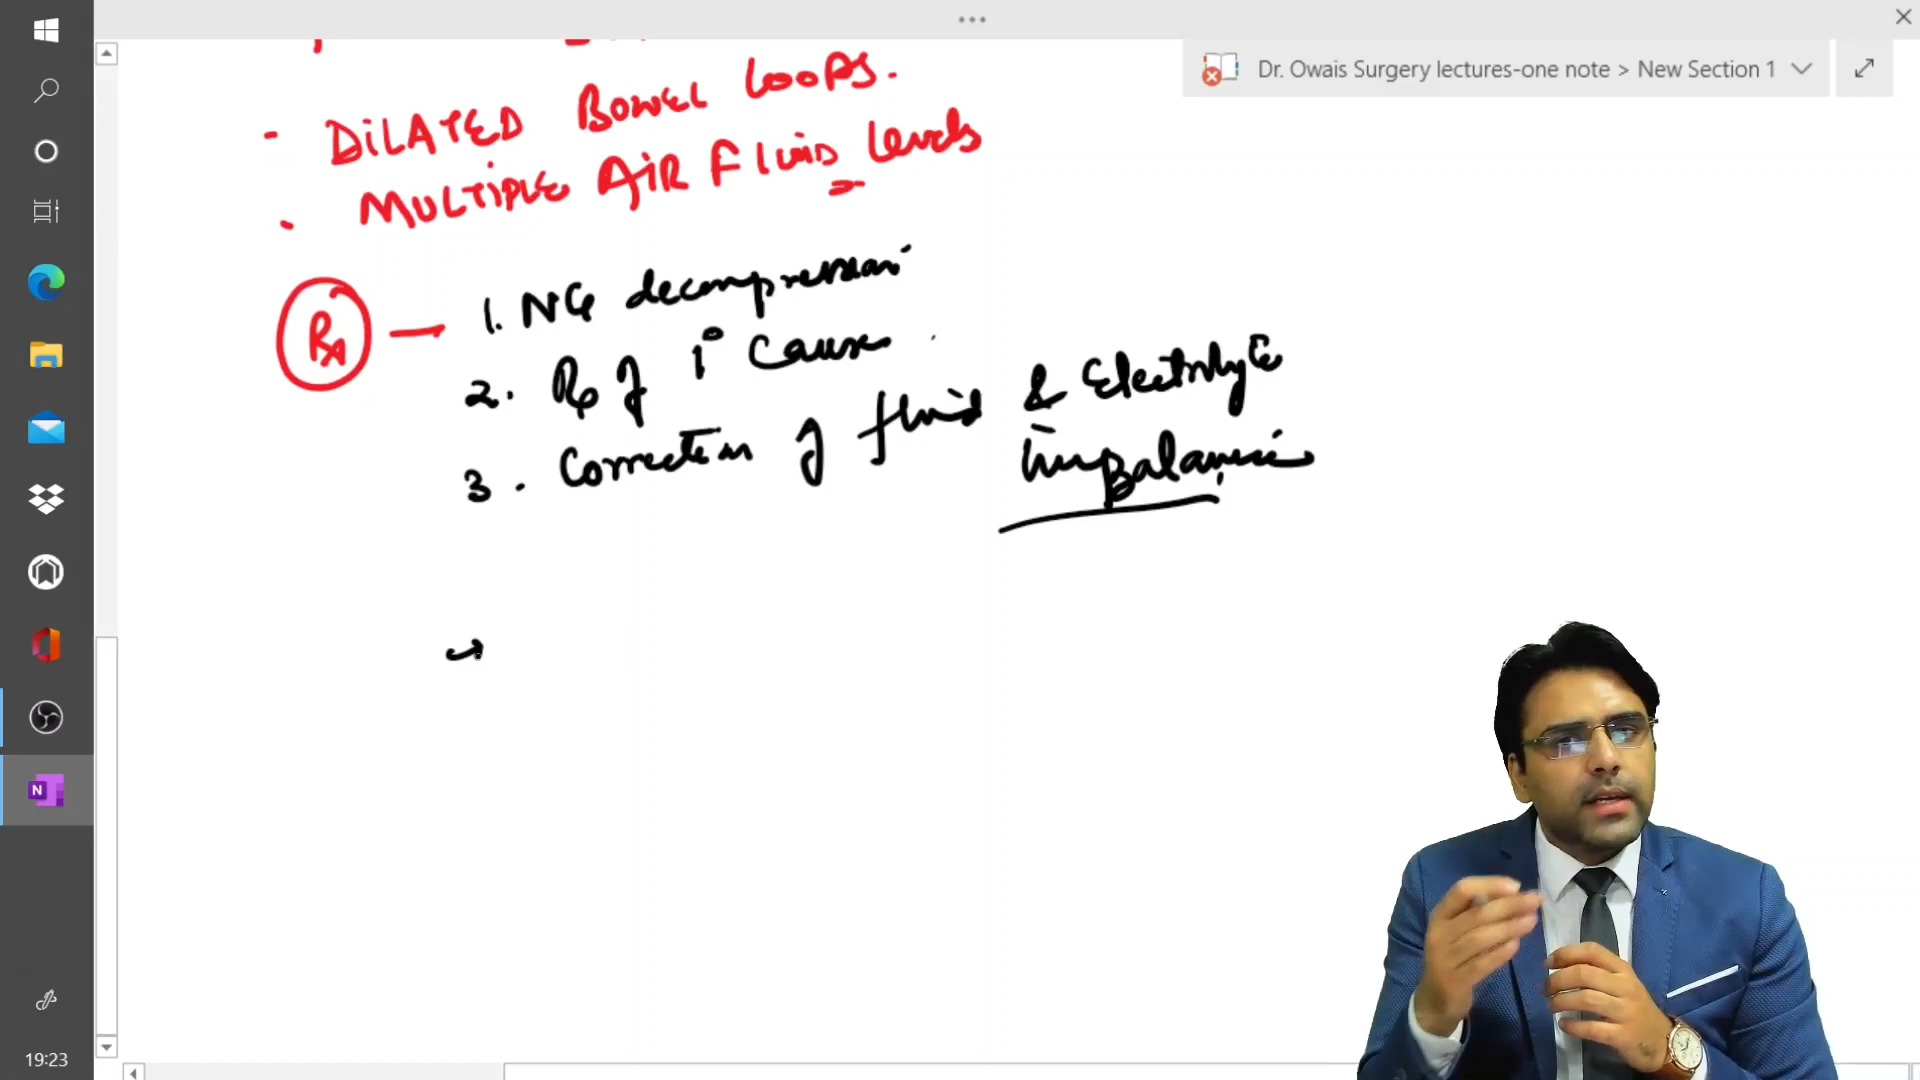 Dr. Owais Surgery lectures-one note > New Section 1
- DILATED BOWEL LOOPS.
. MULTIPLE AIR FLUID levels
Rx — 1. NG decompression
2. Rx of 1° cause
3. Correction of fluid & ElectrolyE
imBalance
N
19:23